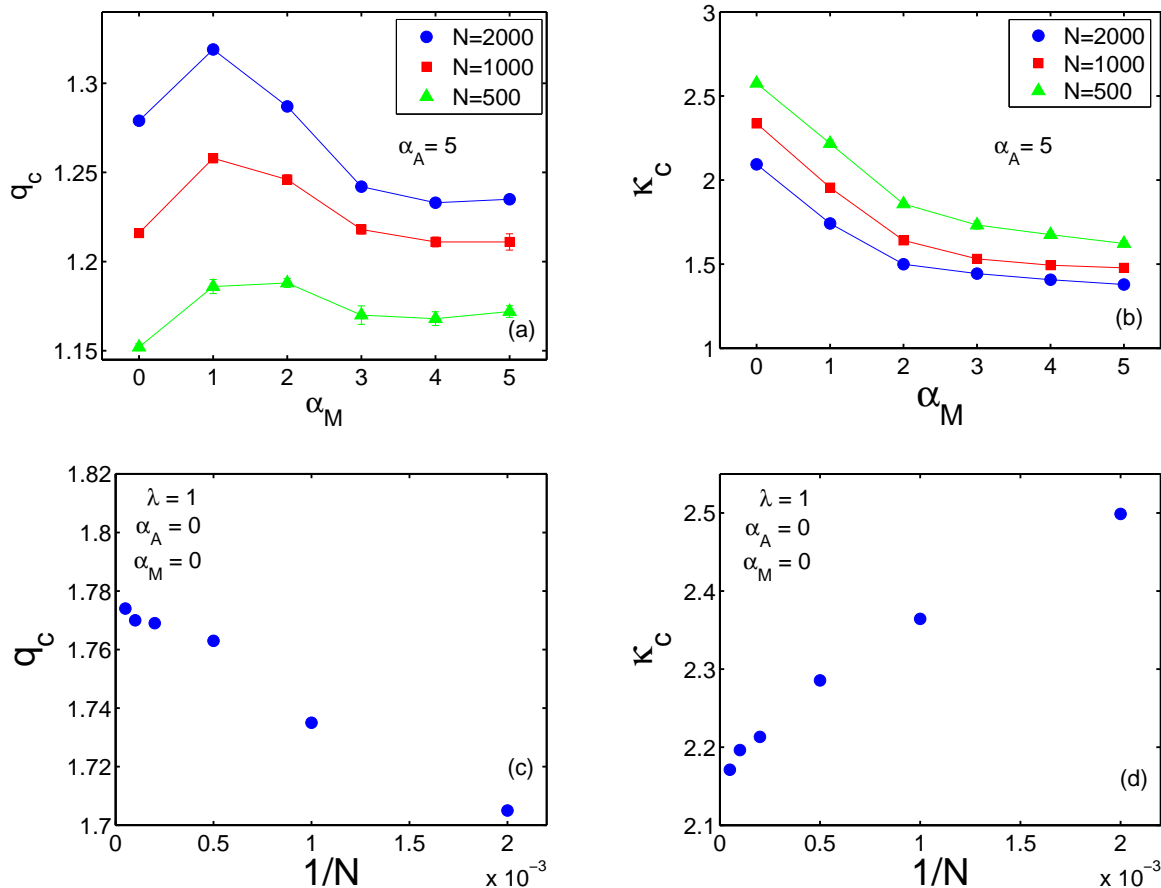 N=2000
N=1000
N=500
α_A = 5
q_c
1.3
1.25
1.2
1.15
0 1 2 3 4 5
α_M
(a)
N=2000
N=1000
N=500
α_A = 5
κ_c
3
2.5
2
1.5
1
0 1 2 3 4 5
α_M
(b)
λ = 1
α_A = 0
α_M = 0
q_c
1.82
1.8
1.78
1.76
1.74
1.72
1.7
0 0.5 1 1.5 2
1/N
x 10⁻³
(c)
λ = 1
α_A = 0
α_M = 0
κ_c
2.5
2.4
2.3
2.2
2.1
0 0.5 1 1.5 2
1/N
x 10⁻³
(d)